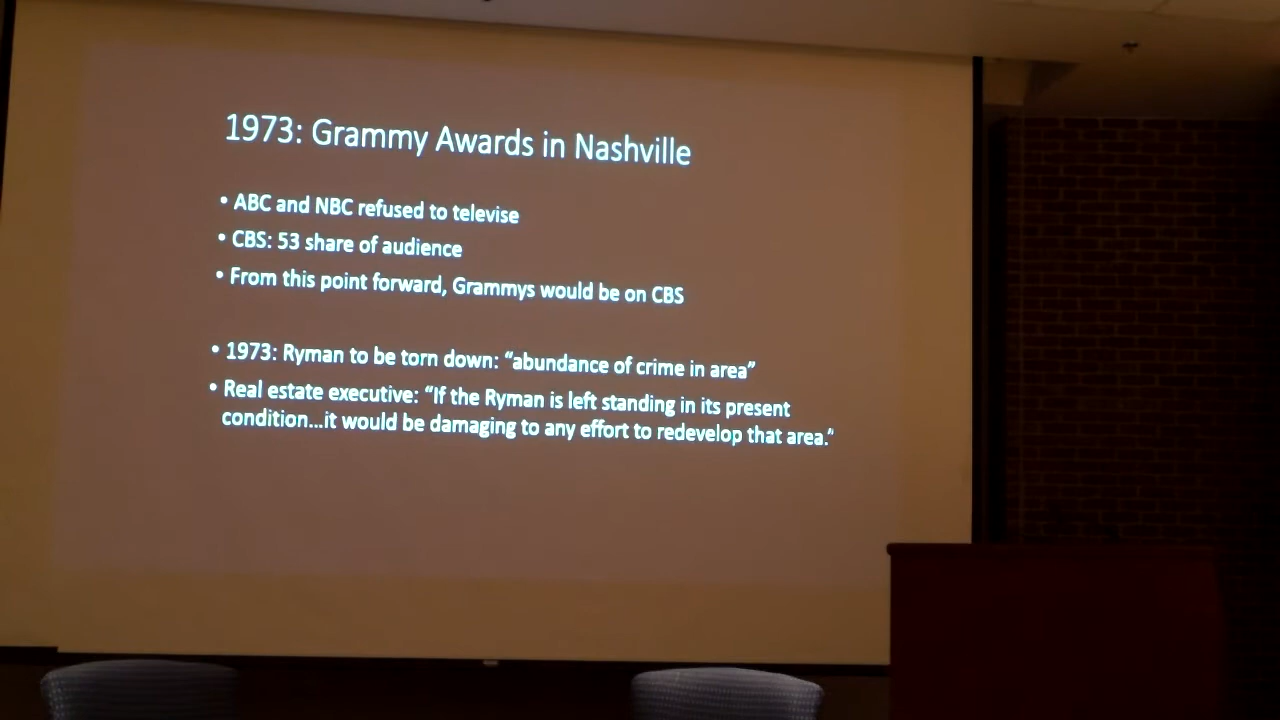 1973: Grammy Awards in Nashville
• ABC and NBC refused to televise
• CBS: 53 share of audience
• From this point forward, Grammys would be on CBS
• 1973: Ryman to be torn down: “abundance of crime in area”
• Real estate executive: “If the Ryman is left standing in its present
condition...it would be damaging to any effort to redevelop that area.”